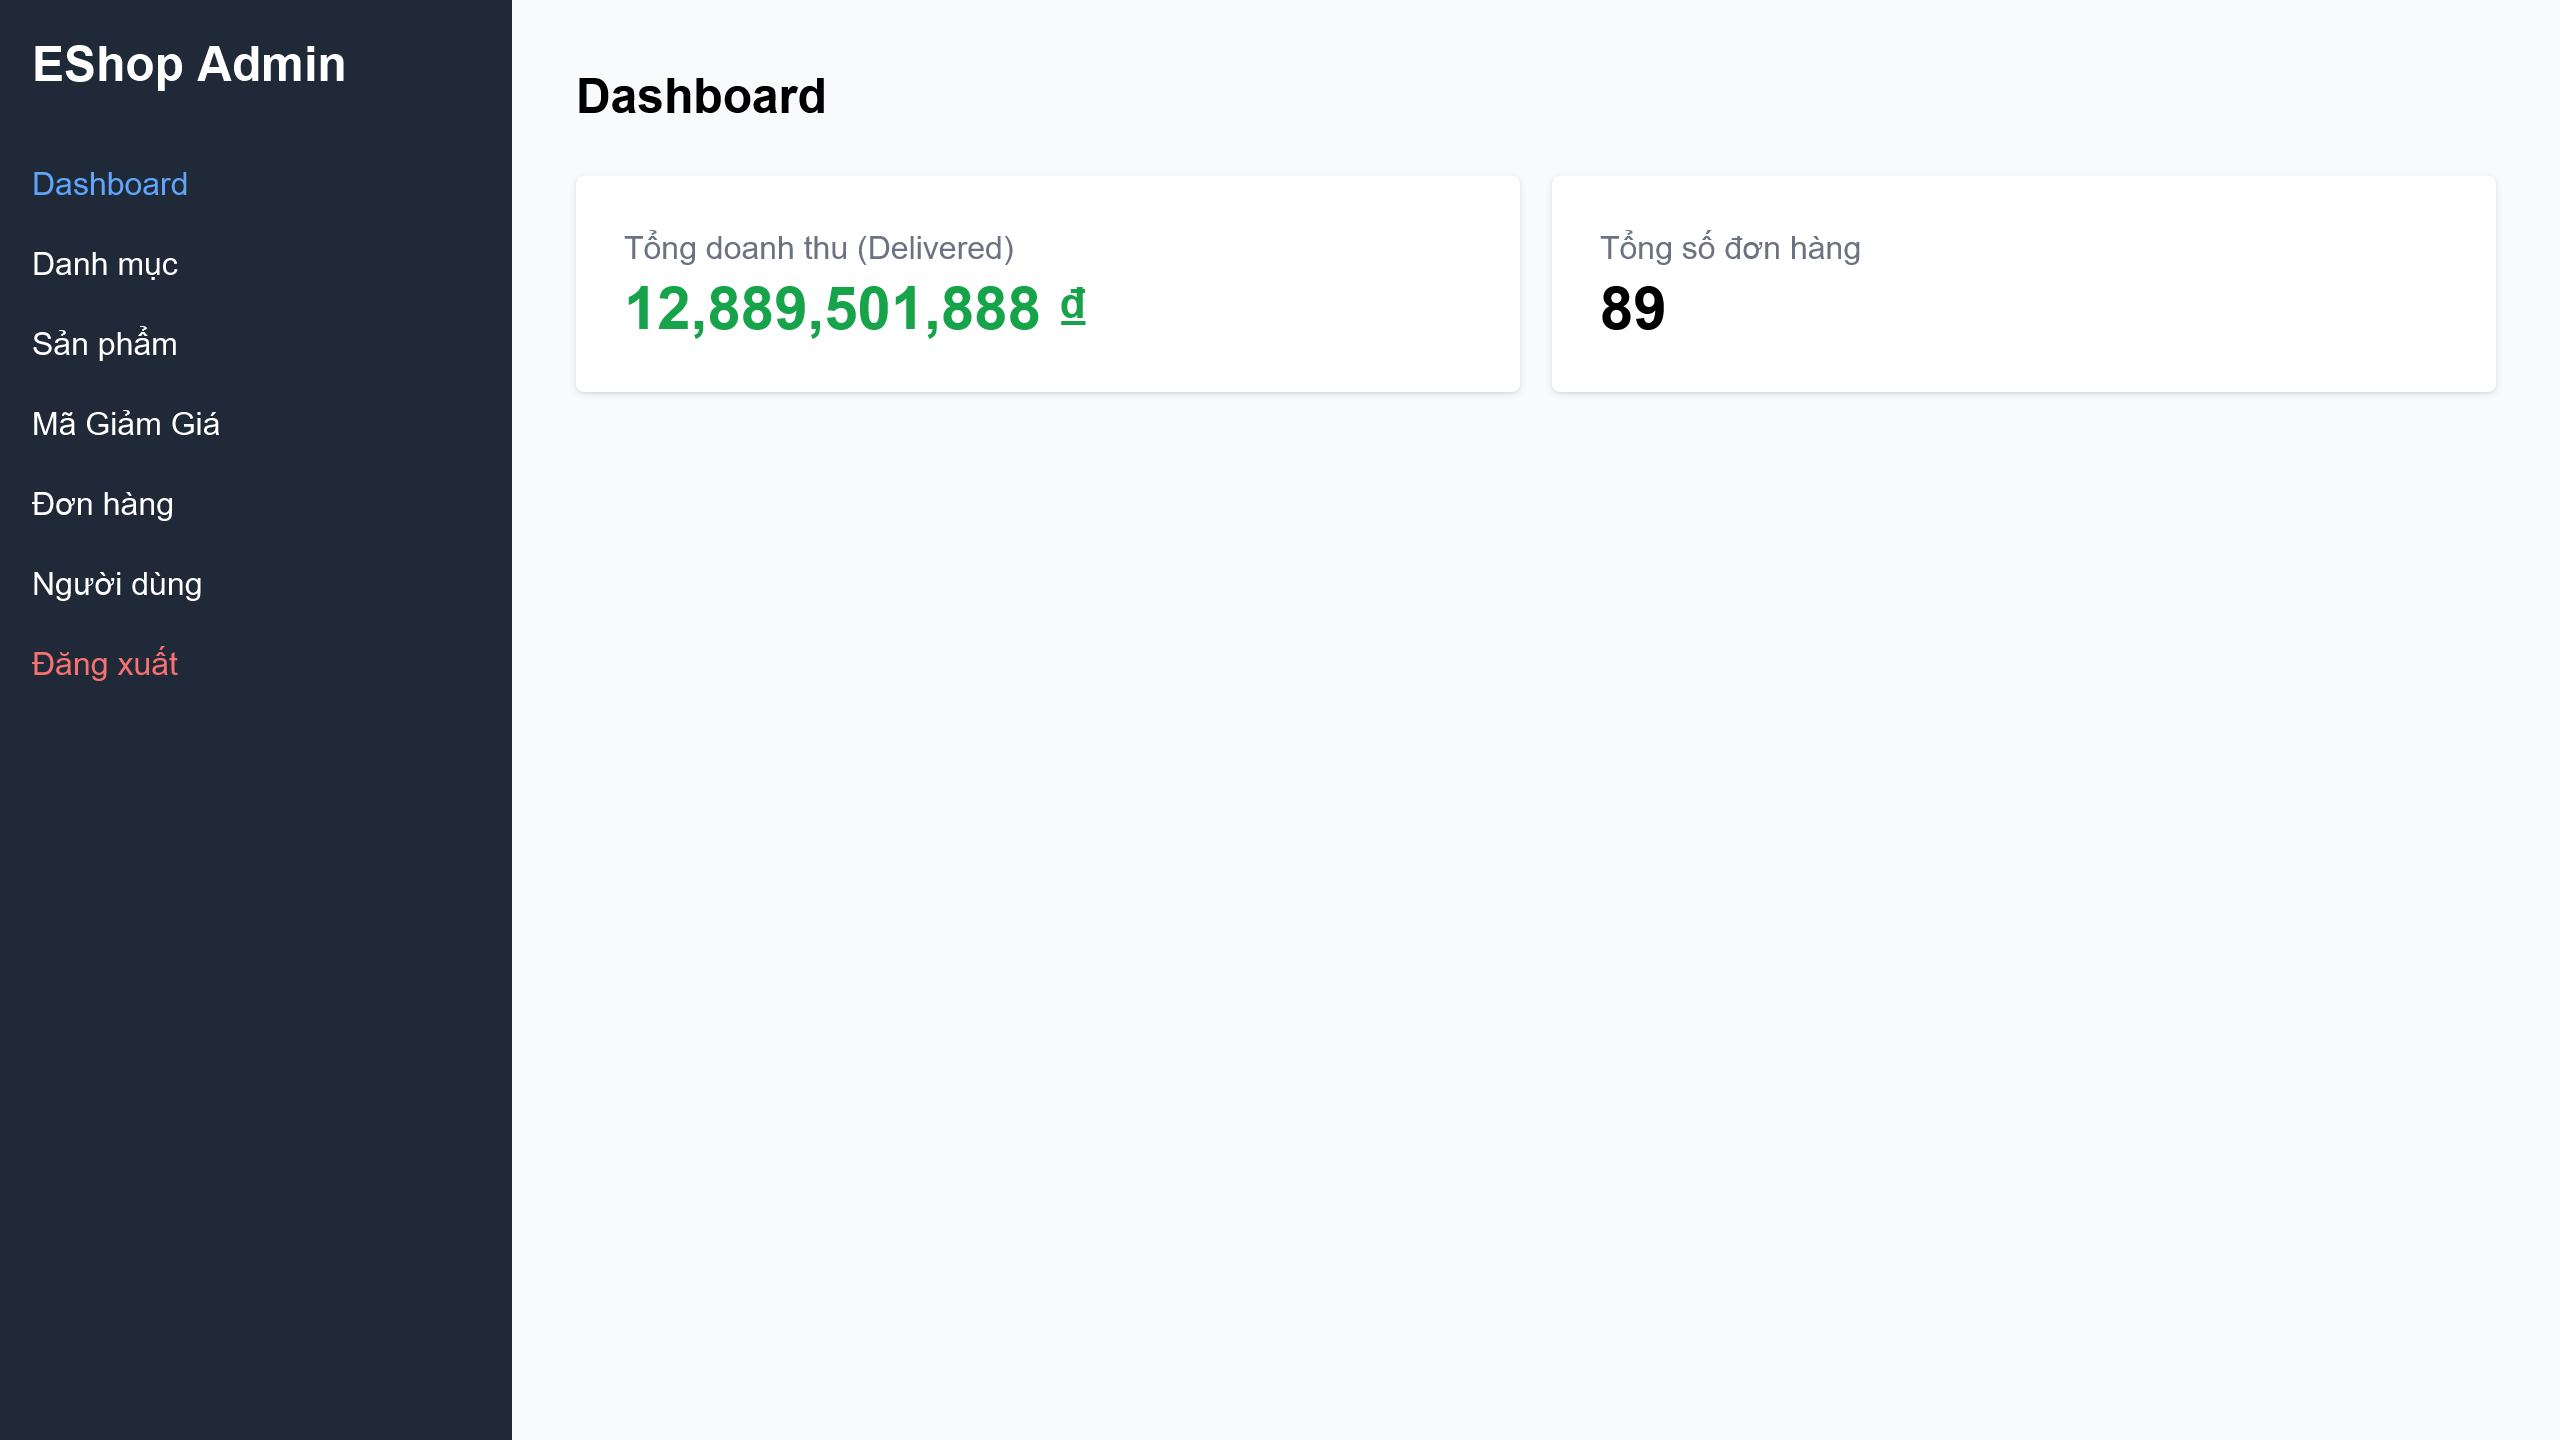 EShop Admin
Dashboard
Danh mục
Sản phẩm
Mã Giảm Giá
Đơn hàng
Người dùng
Đăng xuất
Dashboard
Tổng doanh thu (Delivered)
12,889,501,888 ₫
Tổng số đơn hàng
89